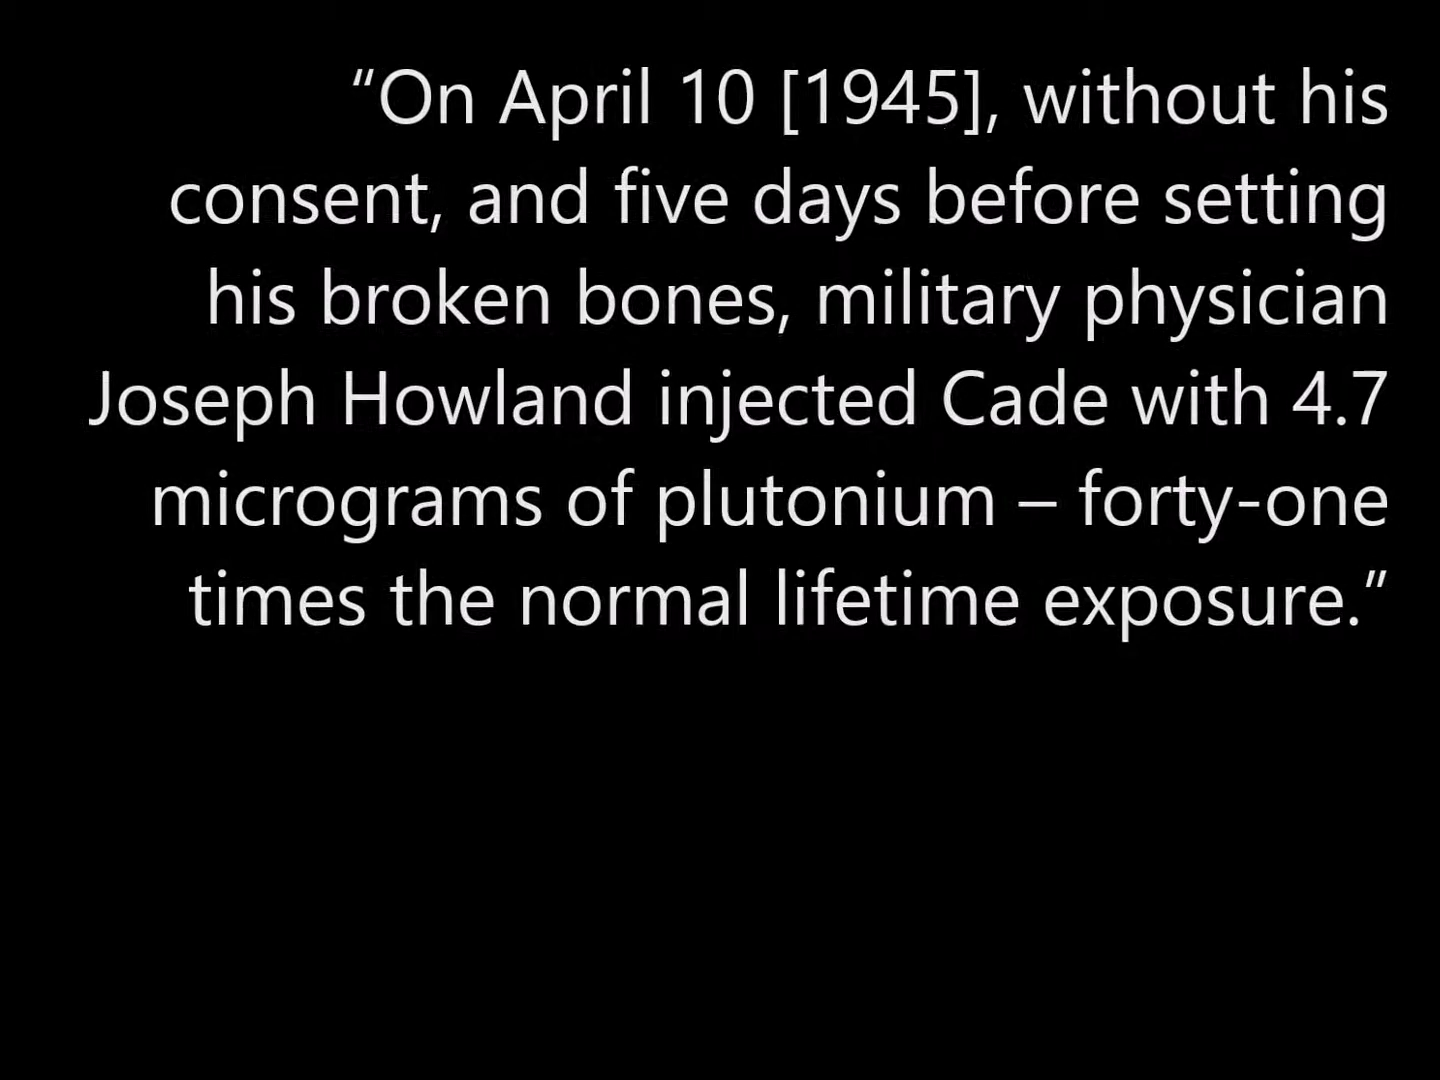 “On April 10 [1945], without his
consent, and five days before setting
his broken bones, military physician
Joseph Howland injected Cade with 4.7
micrograms of plutonium – forty-one
times the normal lifetime exposure.”